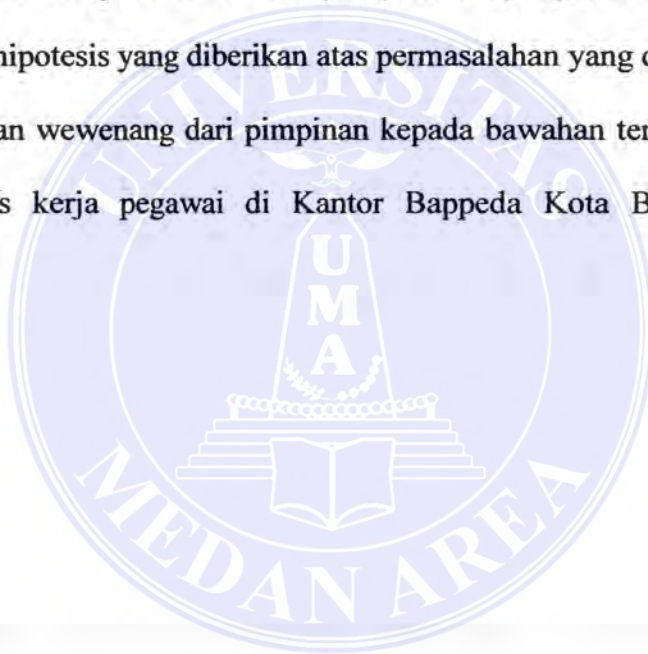 hipotesis yang diberikan atas permasalahan yang
an wewenang dari pimpinan kepada bawahan
s kerja pegawai di Kantor Bappeda Kota B
UNIVERSITAS
UMA
MEDAN AREA